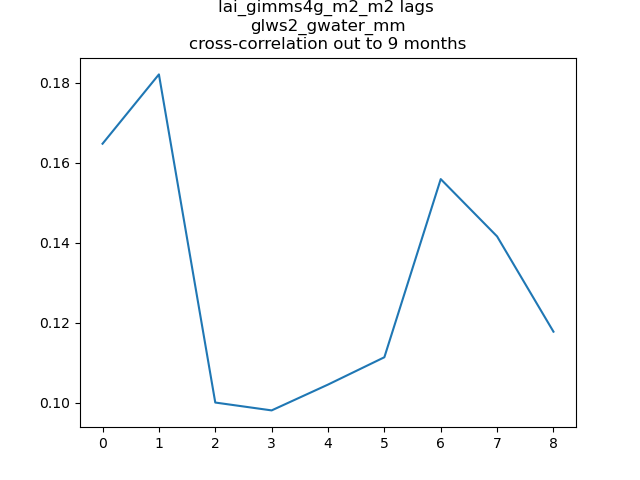 lai_gimms4g_m2_m2 lags
glws2_gwater_mm
cross-correlation out to 9 months
0.18
0.16
0.14
0.12
0.10
0 1 2 3 4 5 6 7 8